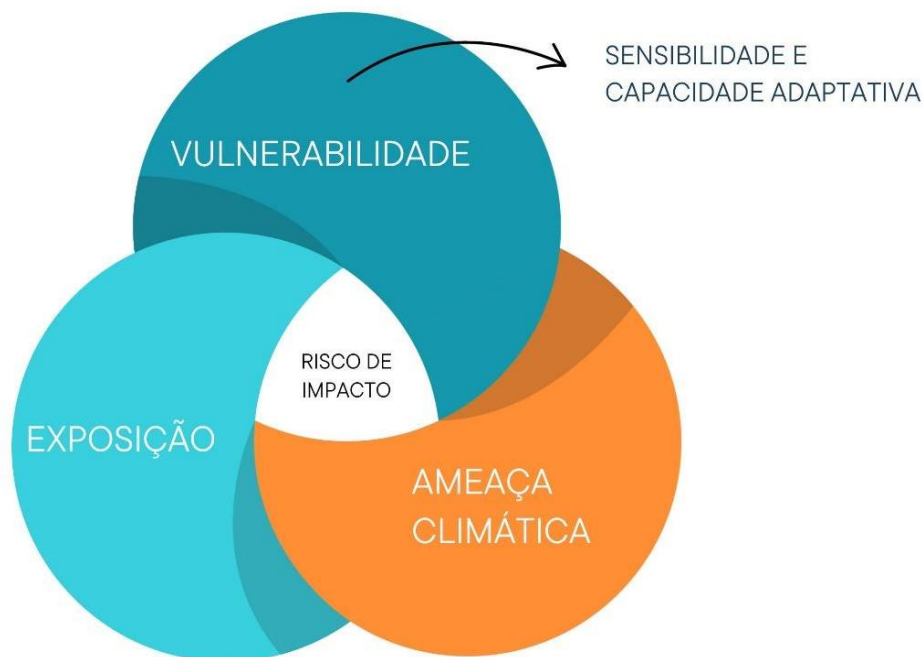 SENSIBILIDADE E
CAPACIDADE ADAPTATIVA
VULNERABILIDADE
RISCO DE
IMPACTO
EXPOSIÇÃO
AMEAÇA
CLIMÁTICA